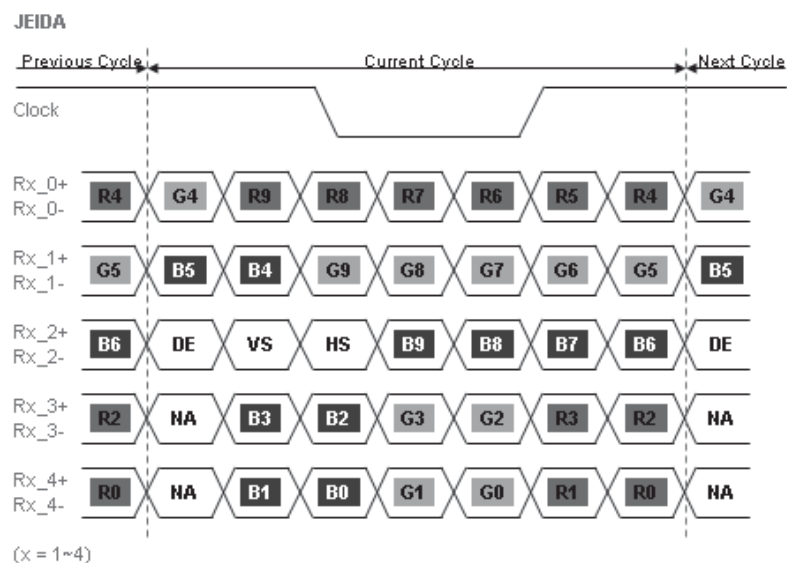 JEIDA
Previous Cycle Current Cycle Next Cycle
Clock
Rx_0+
R4 G4 R9 R8 R7 R6 R5 R4 G4
Rx_0-
Rx_1+
G5 B5 B4 G9 G8 G7 G6 G5 B5
Rx_1-
Rx_2+
B6 DE VS HS B9 B8 B7 B6 DE
Rx_2-
Rx_3+
R2 NA B3 B2 G3 G2 R3 R2 NA
Rx_3-
Rx_4+
R0 NA B1 B0 G1 G0 R1 R0 NA
Rx_4-
(x = 1~4)